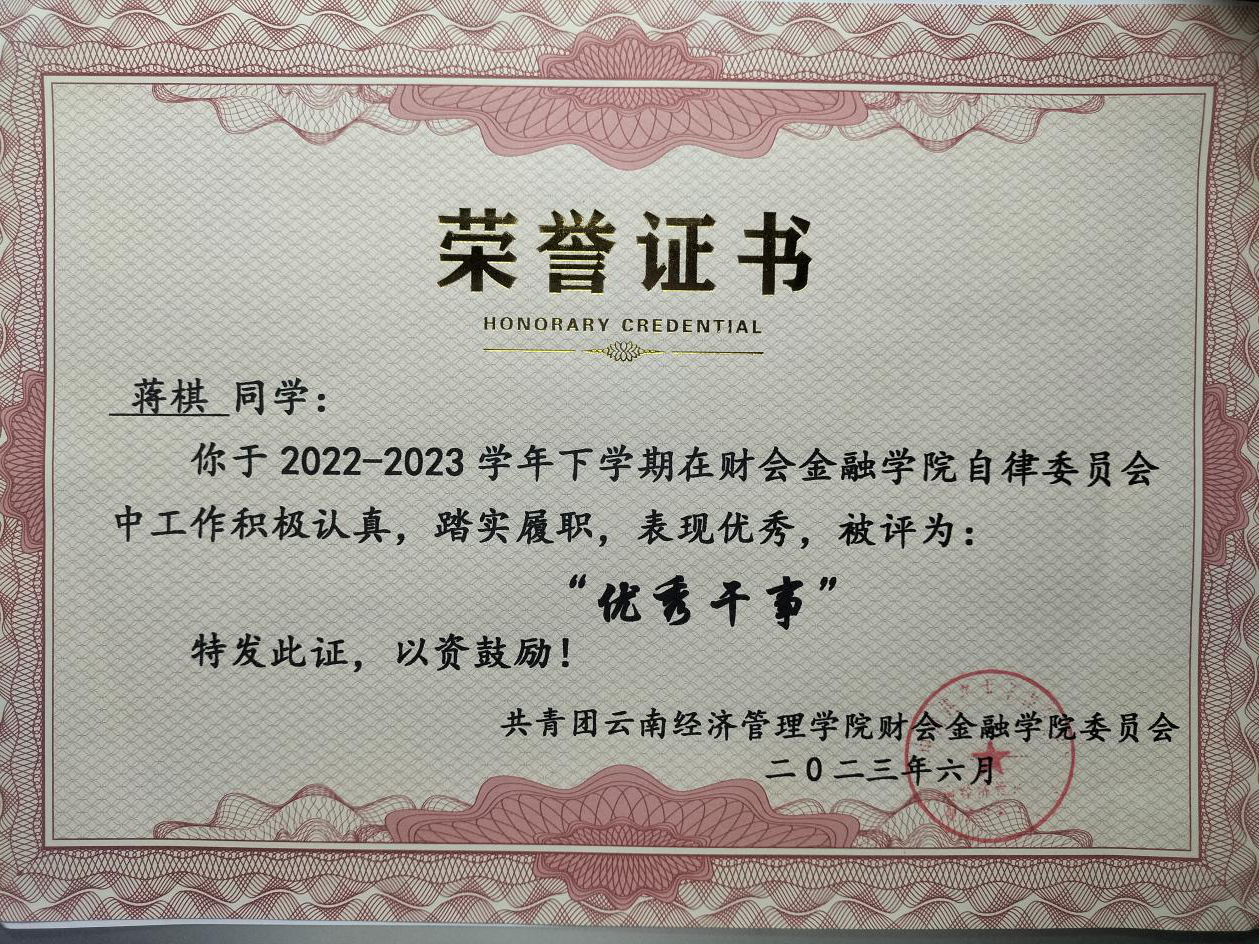 荣誉证书
HONORARY CREDENTIAL
蒋棋 同学：
你于 2022-2023 学年下学期在财会金融学院自律委员会
中工作积极认真，踏实履职，表现优秀，被评为：
“优秀干事”
特发此证，以资鼓励！
共青团云南经济管理学院财会金融学院委员会
二0二三年六月